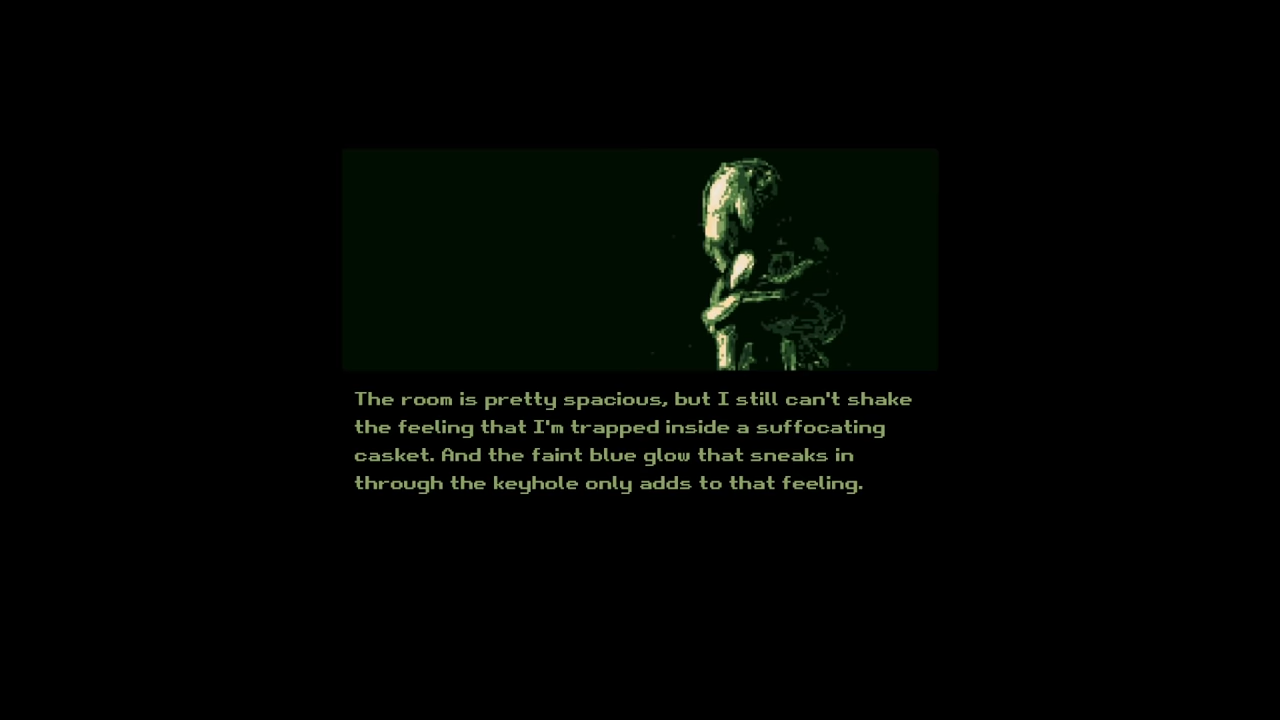 The room is pretty spacious, but I still can't shake
the feeling that I'm trapped inside a suffocating
casket. And the faint blue glow that sneaks in
through the keyhole only adds to that feeling.